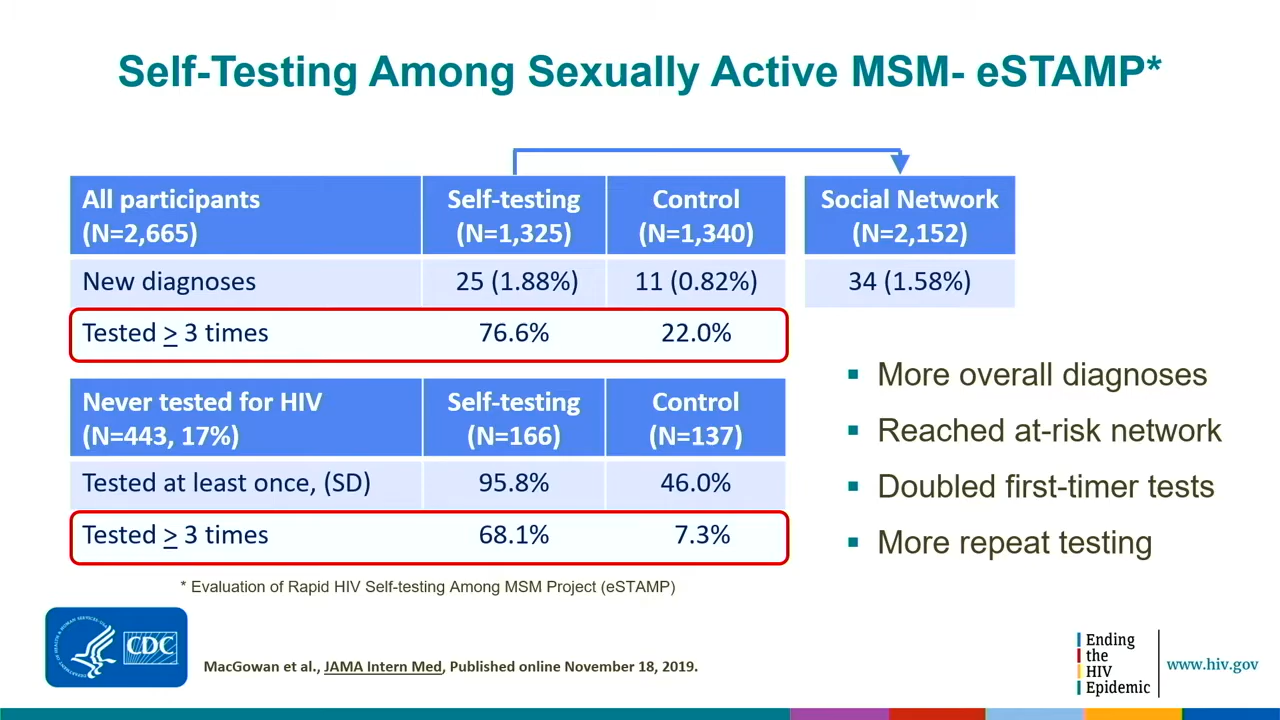 Self-Testing Among Sexually Active MSM- eSTAMP*
All participants
(N=2,665)
Self-testing
(N=1,325)
Control
(N=1,340)
Social Network
(N=2,152)
New diagnoses
25 (1.88%)
11 (0.82%)
34 (1.58%)
Tested ≥ 3 times
76.6%
22.0%
Never tested for HIV
(N=443, 17%)
Self-testing
(N=166)
Control
(N=137)
Tested at least once, (SD)
95.8%
46.0%
Tested ≥ 3 times
68.1%
7.3%
▪ More overall diagnoses
▪ Reached at-risk network
▪ Doubled first-timer tests
▪ More repeat testing
* Evaluation of Rapid HIV Self-testing Among MSM Project (eSTAMP)
CDC
MacGowan et al., JAMA Intern Med, Published online November 18, 2019.
Ending
the
HIV
Epidemic
www.hiv.gov